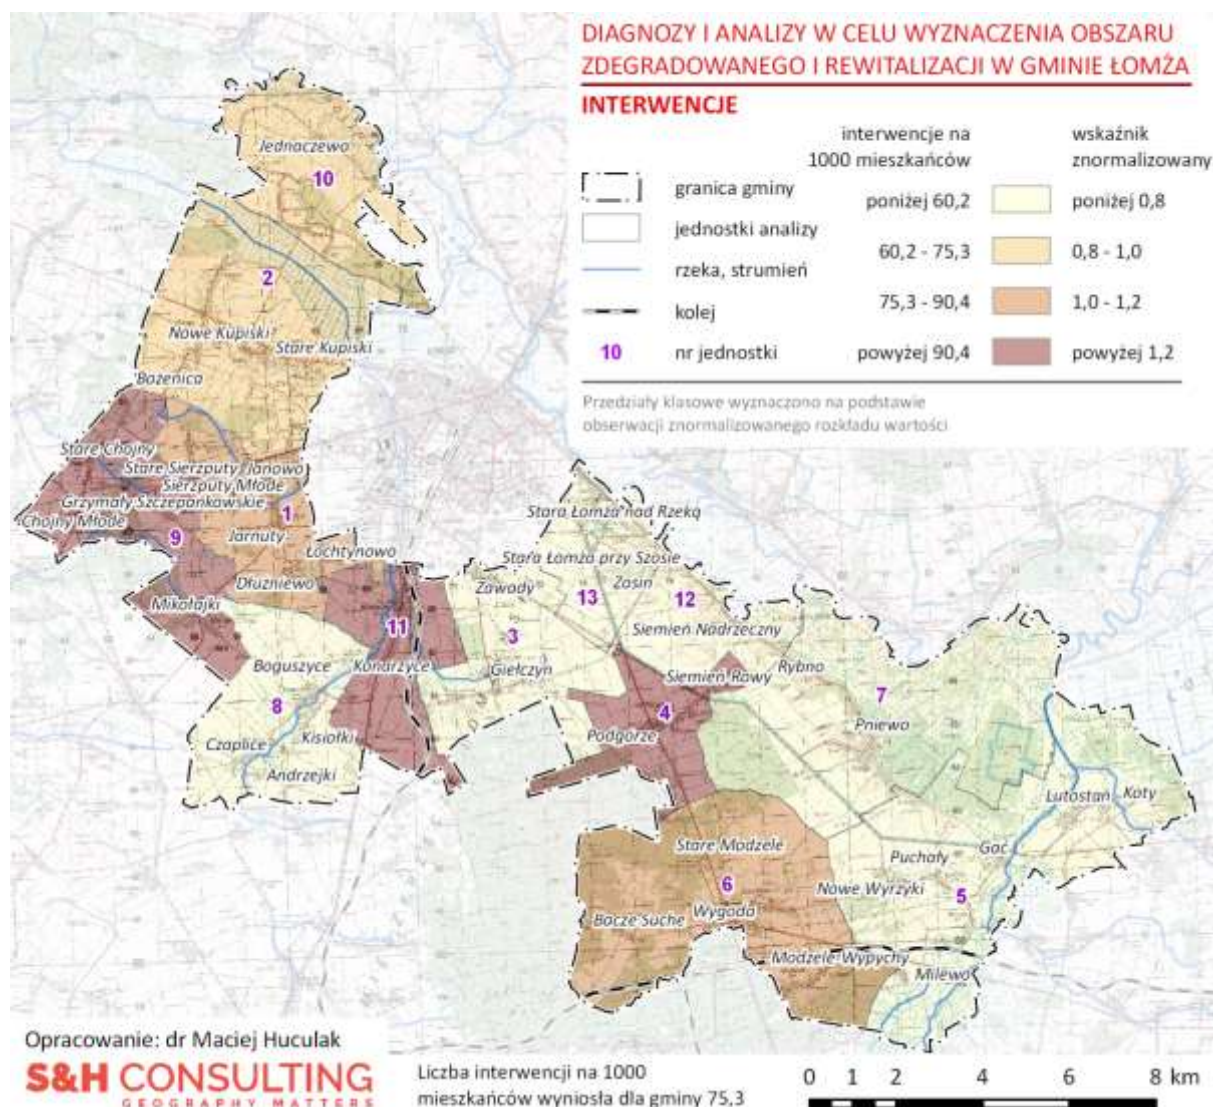 DIAGNOZY I ANALIZY W CELU WYZNACZENIA OBSZARU
ZDEGRADOWANEGO I REWITALIZACJI W GMINIE ŁOMŻA
INTERWENCJE
interwencje na
1000 mieszkańców
wskaźnik
znormalizowany
granica gminy
poniżej 60,2
poniżej 0,8
jednostki analizy
60,2 - 75,3
0,8 - 1,0
rzeka, strumień
75,3 - 90,4
1,0 - 1,2
kolej
10
nr jednostki
powyżej 90,4
powyżej 1,2
Przedziały klasowe wyznaczono na podstawie
obserwacji znormalizowanego rozkładu wartości
Jednaczewo
10
2
Nowe Kupiski
Stare Kupiski
Bożenica
Stare Chojny
Stare Sierzputy
Janowo
Sierzputy Młode
Grzymały Szczepankowskie
Chojny Młode
1
9
Jarnuty
Łochtynowo
Dłużniewo
Mikołajki
11
Boguszyce
Konarzyce
8
Czaplice
Kisiołki
Andrzejki
Stara Łomża nad Rzeką
Stara Łomża przy Szosie
Zawady
Zosin
13
12
3
Siemień Nadrzeczny
Giełczyn
Siemień Rowy
Rybno
4
7
Podgórze
Pniewo
Lutostań
Koty
Stare Modzele
Puchały
Gać
6
Nowe Wyrzyki
5
Bacze Suche
Wygoda
Modzele Wypychy
Milewo
Opracowanie: dr Maciej Huculak
S&H CONSULTING
GEOGRAPHY MATTERS
Liczba interwencji na 1000
mieszkańców wyniosła dla gminy 75,3
0 1 2 4 6 8 km